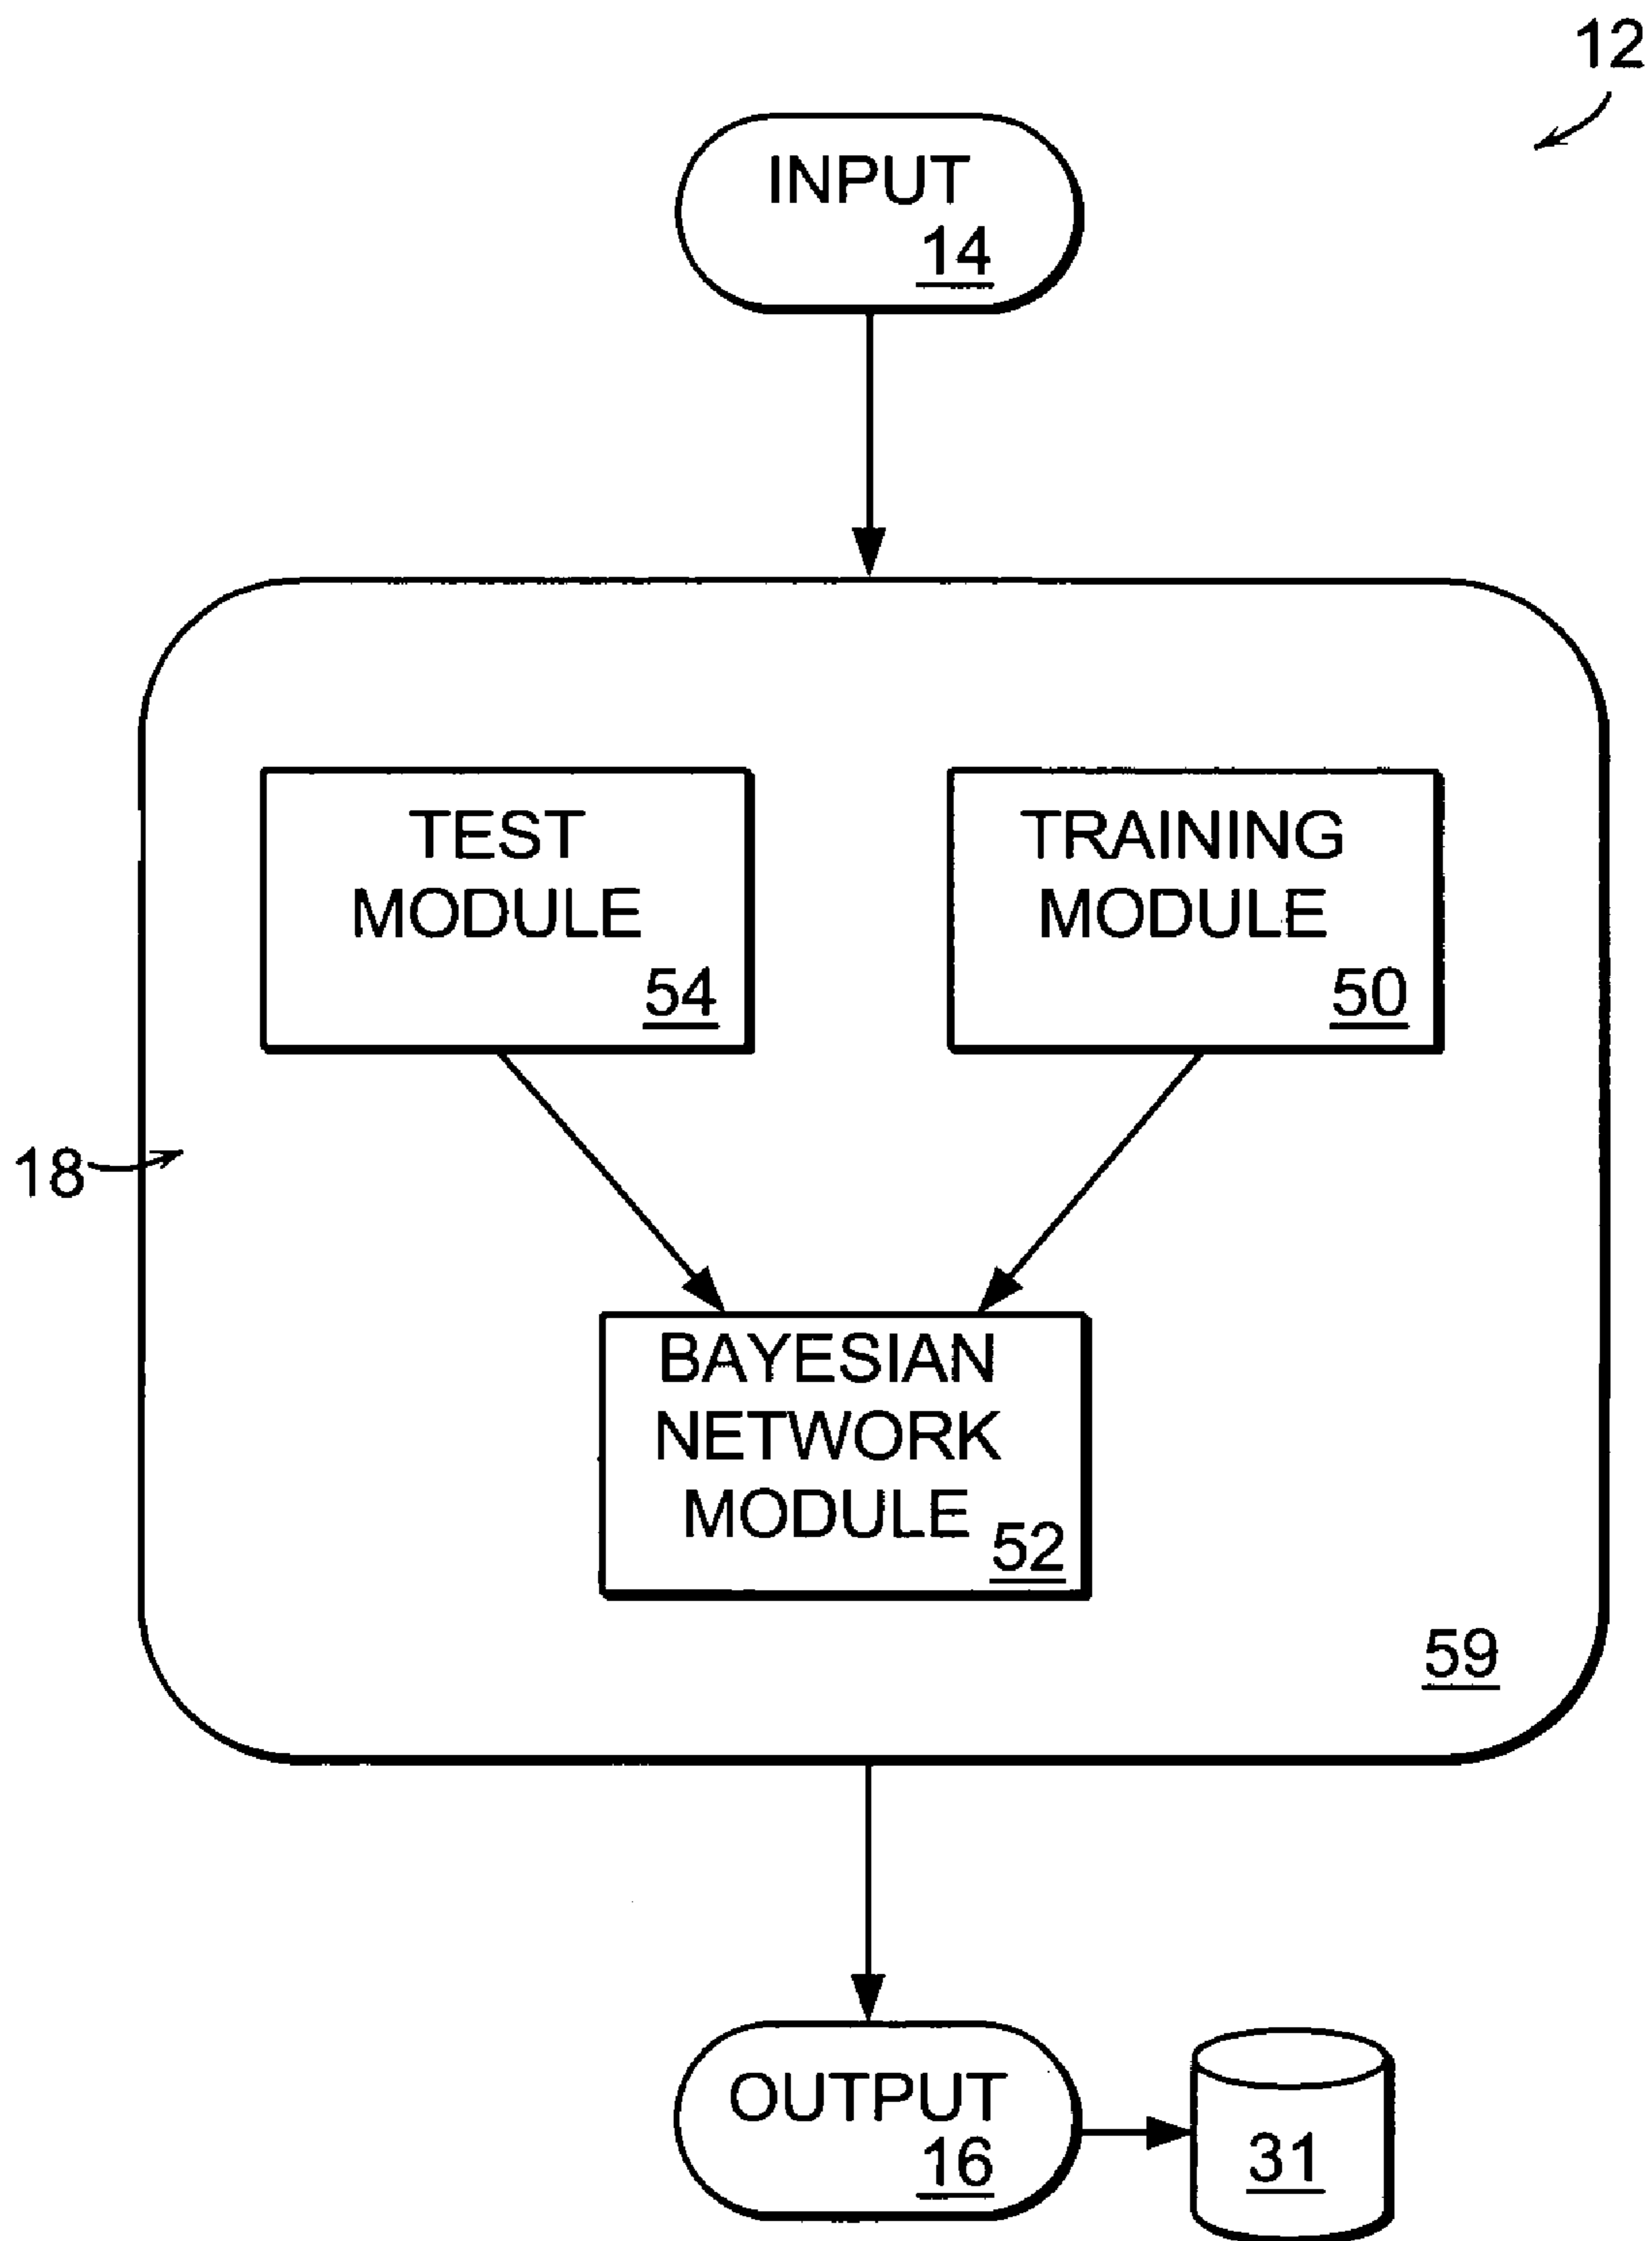 12
INPUT
14
TEST
MODULE
54
TRAINING
MODULE
50
18
BAYESIAN
NETWORK
MODULE
52
59
OUTPUT
16
31